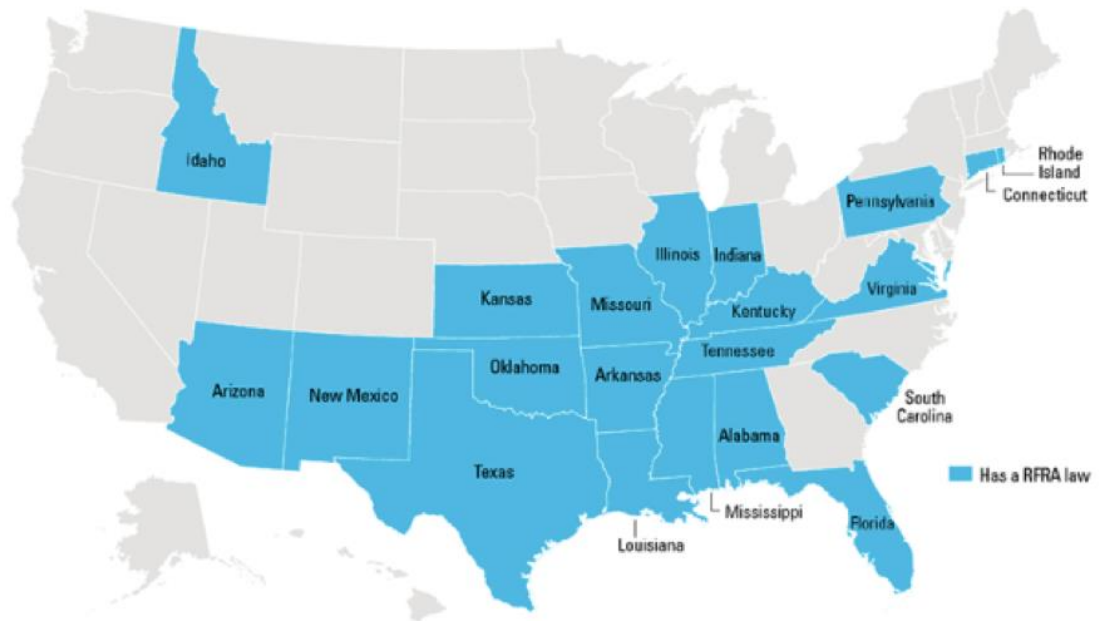 Idaho
Rhode
Island
Connecticut
Pennsylvania
Illinois
Indiana
Virginia
Kansas
Missouri
Kentucky
Tennessee
Oklahoma
Arkansas
Arizona
New Mexico
South
Carolina
Alabama
Texas
Has a RFRA law
Mississippi
Florida
Louisiana